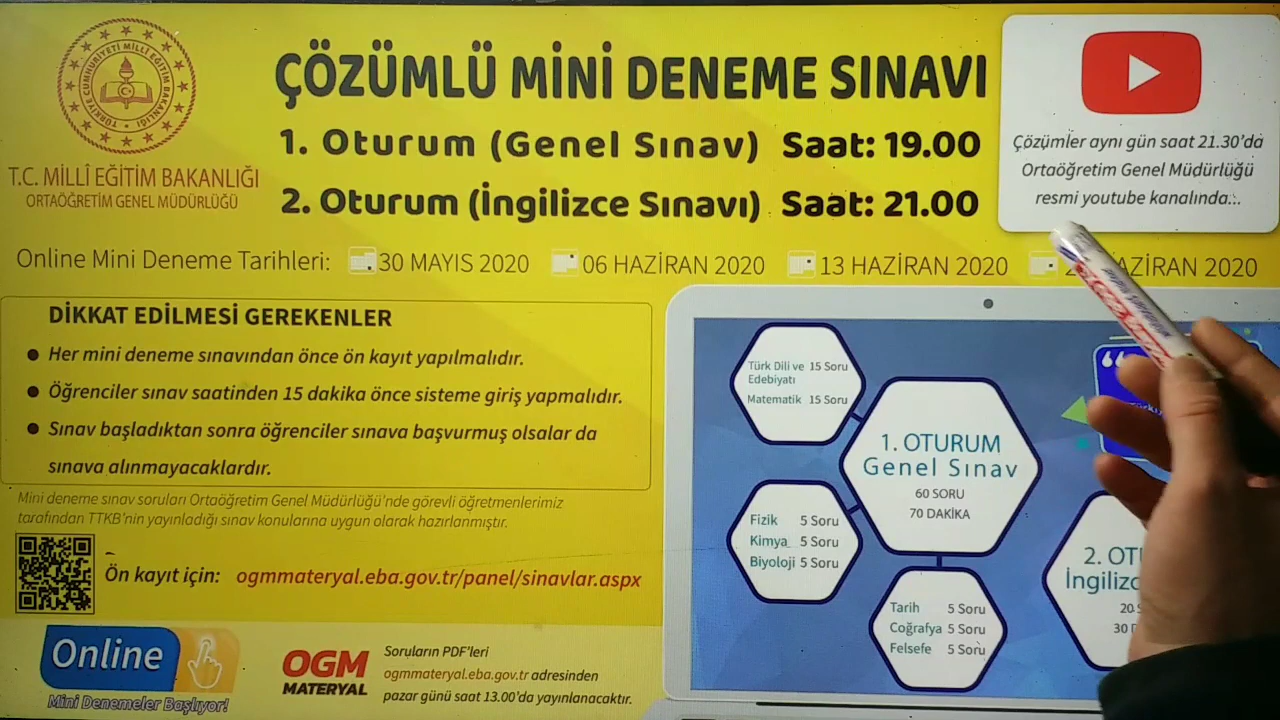 ÇÖZÜMLÜ MİNİ DENEME SINAVI
1. Oturum (Genel Sınav) Saat: 19.00
2. Oturum (İngilizce Sınavı) Saat: 21.00
T.C. MİLLÎ EĞİTİM BAKANLIĞI
ORTAÖĞRETİM GENEL MÜDÜRLÜĞÜ
Çözümler aynı gün saat 21.30'da
Ortaöğretim Genel Müdürlüğü
resmi youtube kanalında...
Online Mini Deneme Tarihleri: 30 MAYIS 2020 06 HAZİRAN 2020 13 HAZİRAN 2020 2020
DİKKAT EDİLMESİ GEREKENLER
Her mini deneme sınavından önce ön kayıt yapılmalıdır.
Öğrenciler sınav saatinden 15 dakika önce sisteme giriş yapmalıdır.
Sınav başladıktan sonra öğrenciler sınava başvurmuş olsalar da
sınava alınmayacaklardır.
Mini deneme sınav soruları Ortaöğretim Genel Müdürlüğü'nde görevli öğretmenlerimiz
tarafından TTKB'nin yayınladığı sınav konularına uygun olarak hazırlanmıştır.
Ön kayıt için: ogmmateryal.eba.gov.tr/panel/sinavlar.aspx
Online
Mini Denemeler Başlıyor!
OGM
MATERYAL
Soruların PDF'leri
ogmmateryal.eba.gov.tr adresinden
pazar günü saat 13.00'da yayınlanacaktır.
Türk Dili ve 15 Soru
Edebiyatı
Matematik 15 Soru
1. OTURUM
Genel Sınav
60 SORU
70 DAKİKA
Fizik 5 Soru
Kimya 5 Soru
Biyoloji 5 Soru
Tarih 5 Soru
Coğrafya 5 Soru
Felsefe 5 Soru
2.
20
30